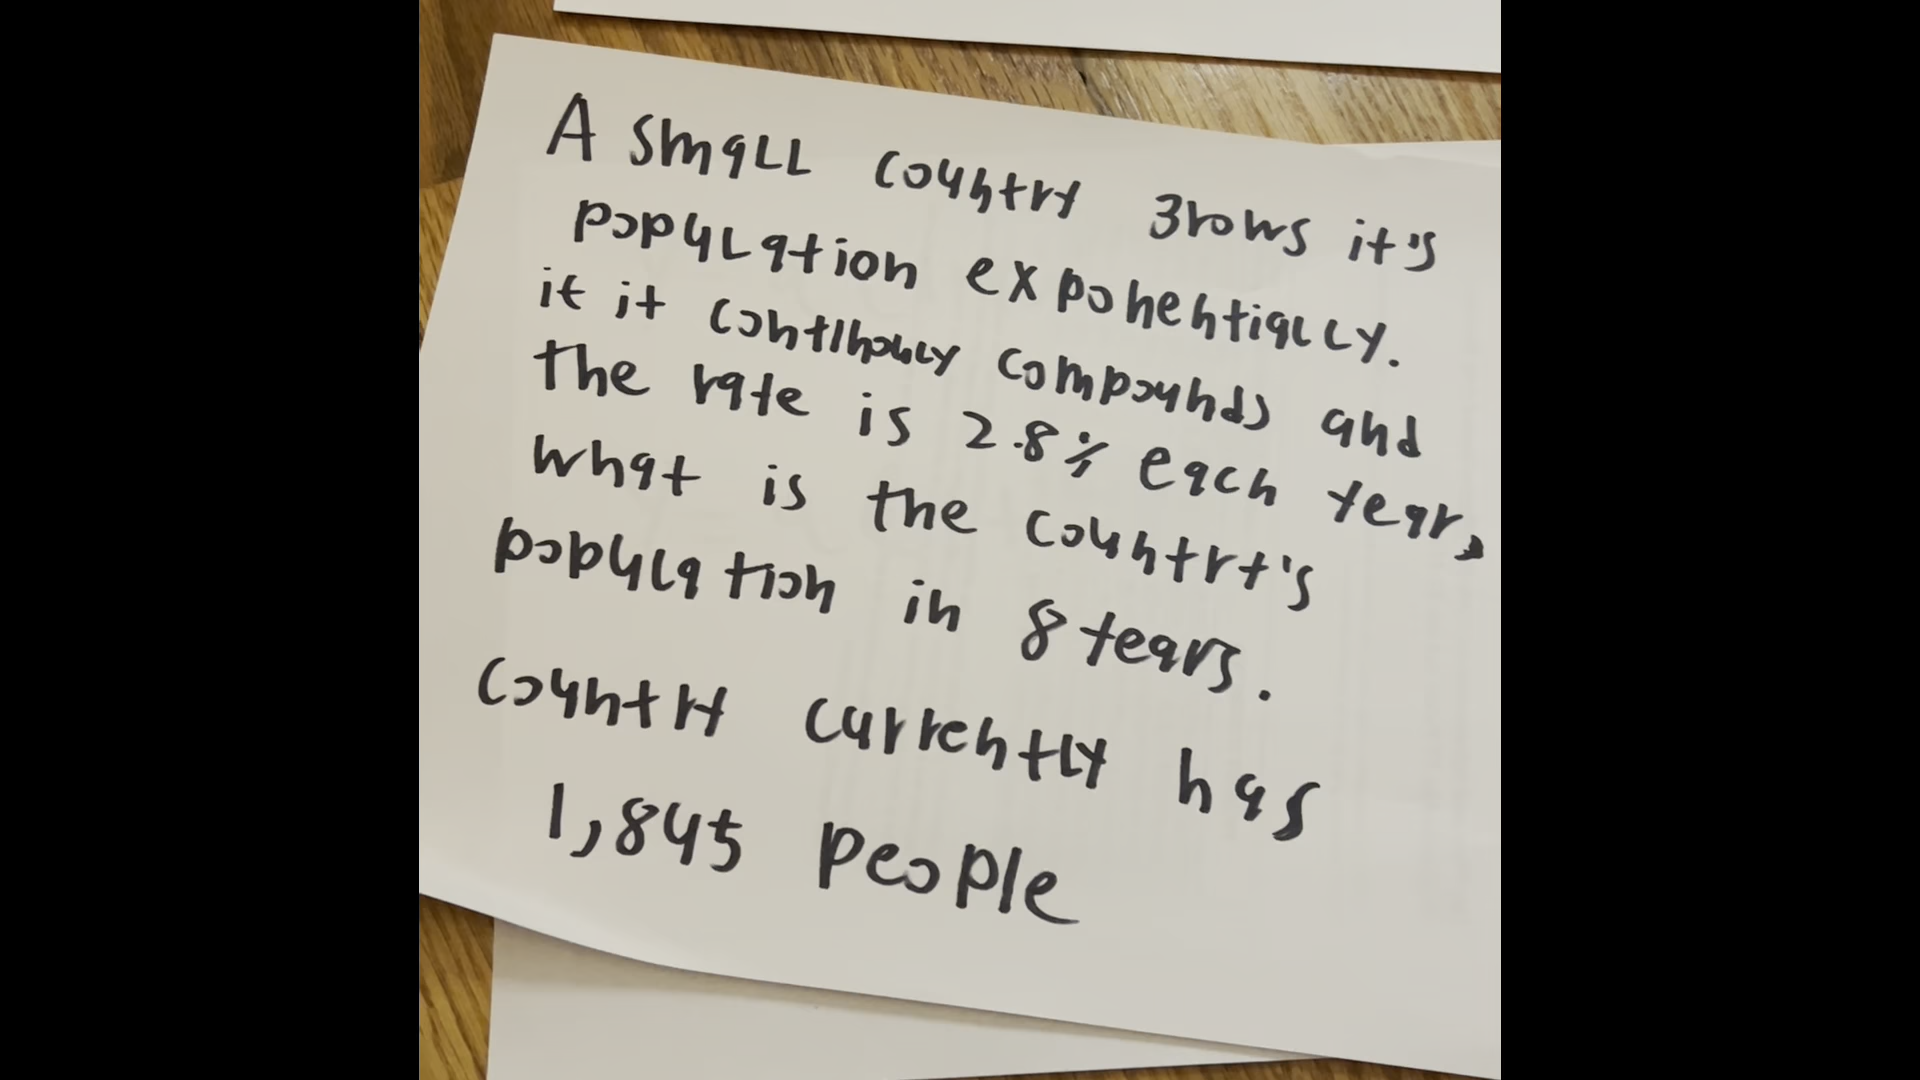 A small country grows it's
population exponentially.
if it continouly compounds and
the rate is 2.8% each year,
what is the country's
population in 8 years.
Country currently has
1,845 people